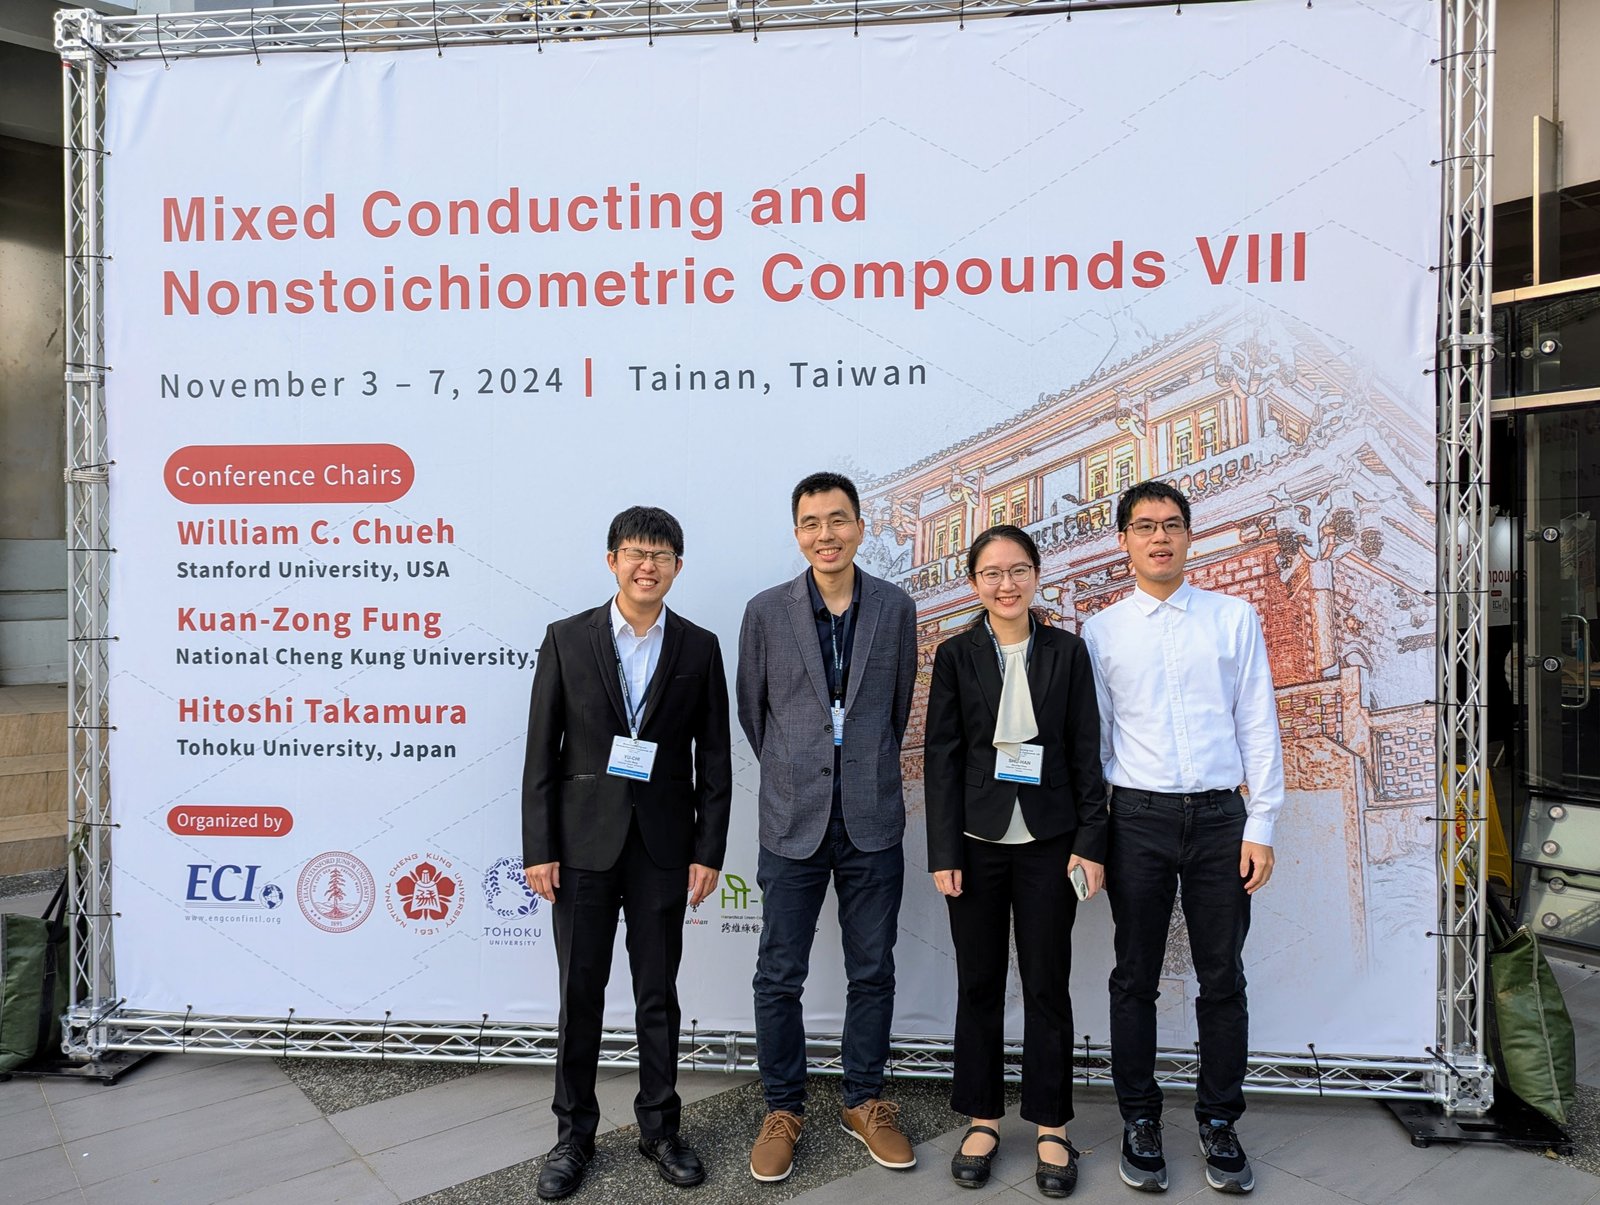 Mixed Conducting and
Nonstoichiometric Compounds VIII
November 3 – 7, 2024 | Tainan, Taiwan
Conference Chairs
William C. Chueh
Stanford University, USA
Kuan-Zong Fung
National Cheng Kung University,
Hitoshi Takamura
Tohoku University, Japan
Organized by
ECI
www.engconfintl.org
NATIONAL CHENG KUNG UNIVERSITY
1931
TOHOKU
UNIVERSITY
YU-CHI
SHU-HAN